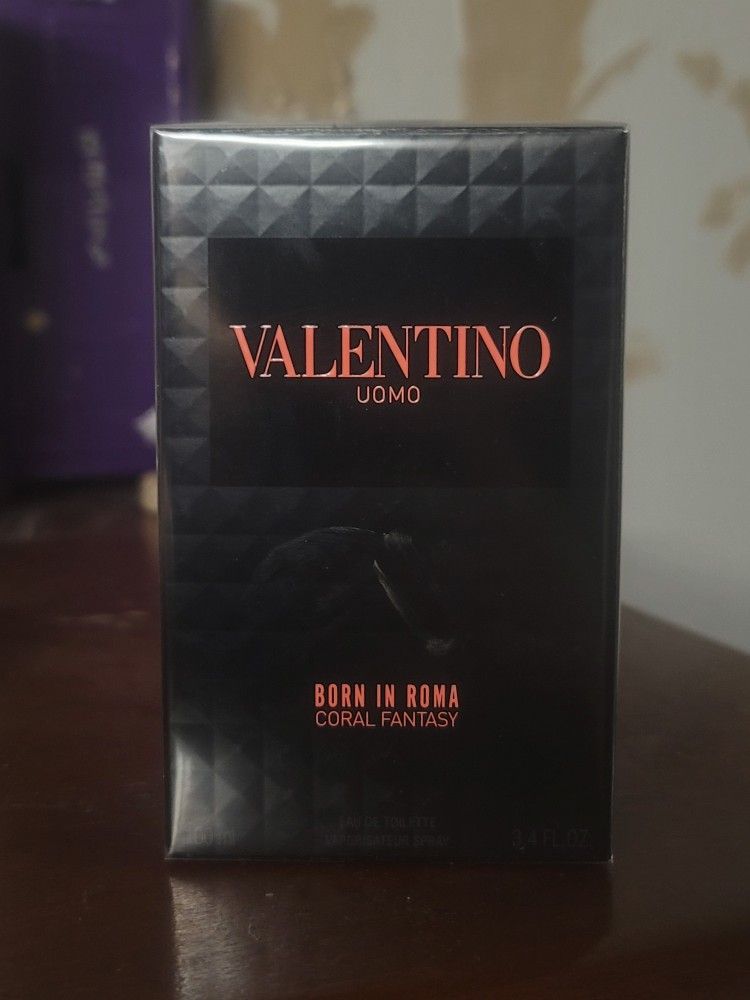 VALENTINO
UOMO
BORN IN ROMA
CORAL FANTASY
EAU DE TOILETTE
VAPORISATEUR SPRAY
3,4 FL.OZ.